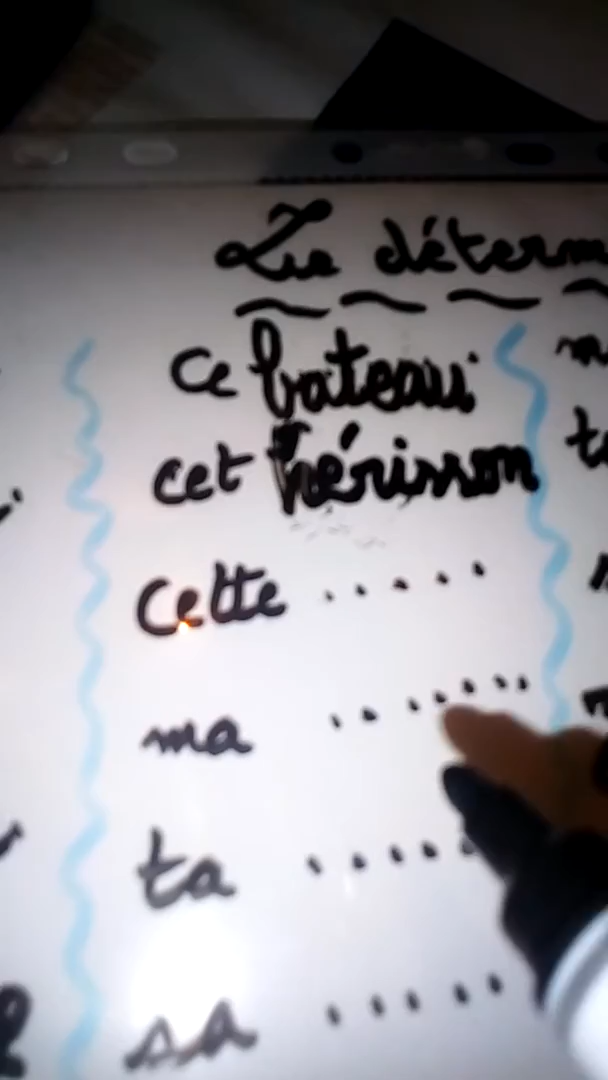 Le déterm
ce bateau
cet hérisson
cette .....
ma .......
ta .....
sa .....